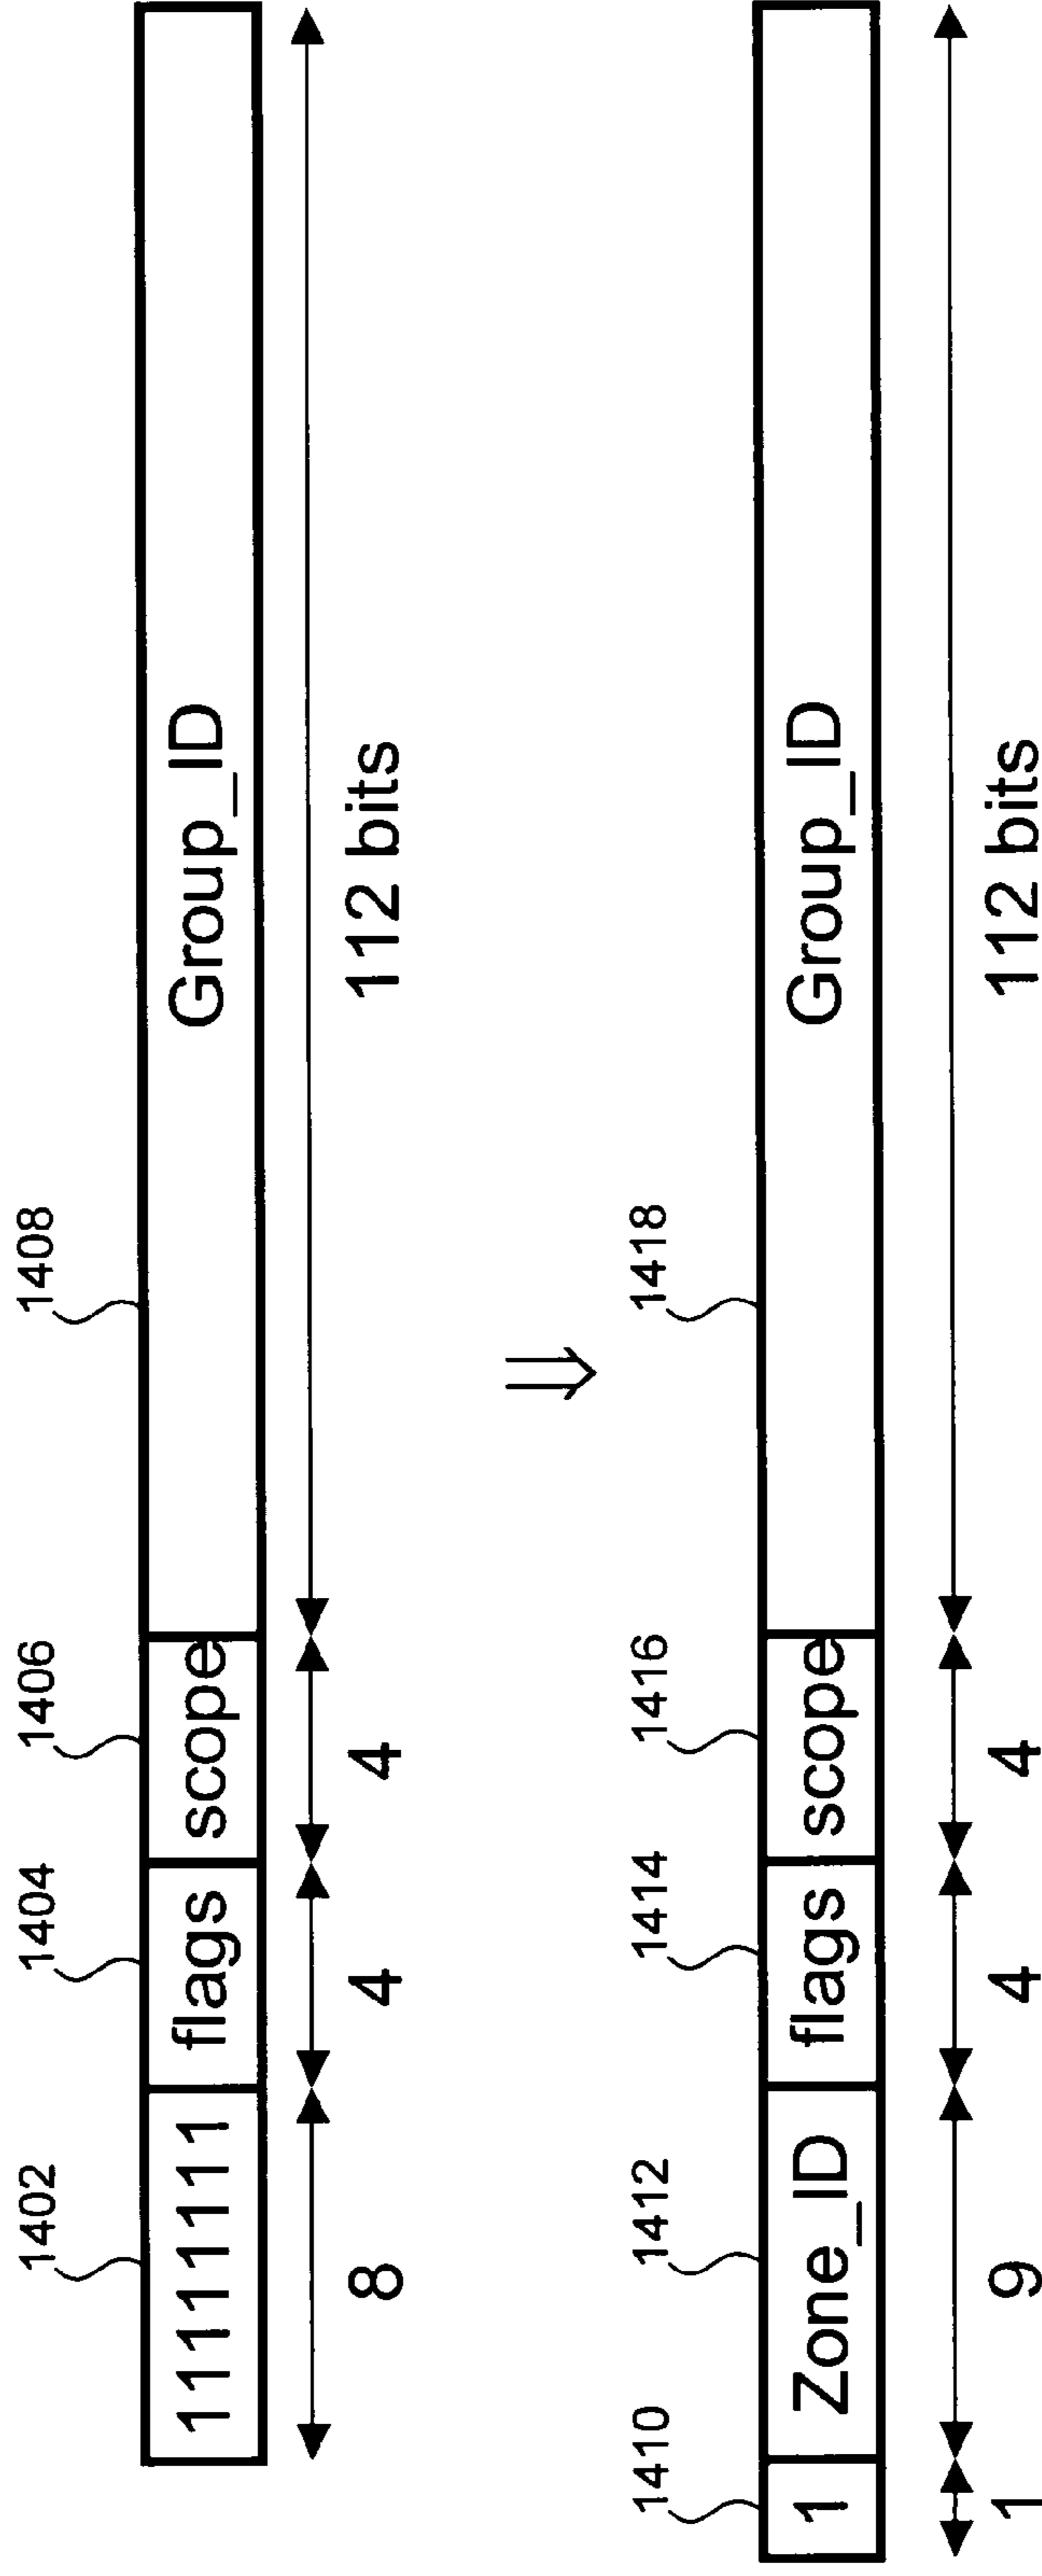 1402 1404 1406 1408
11111111 flags scope Group_ID
8 4 4 112 bits
1410 1412 1414 1416 1418
1 Zone_ID flags scope Group_ID
1 9 4 4 112 bits